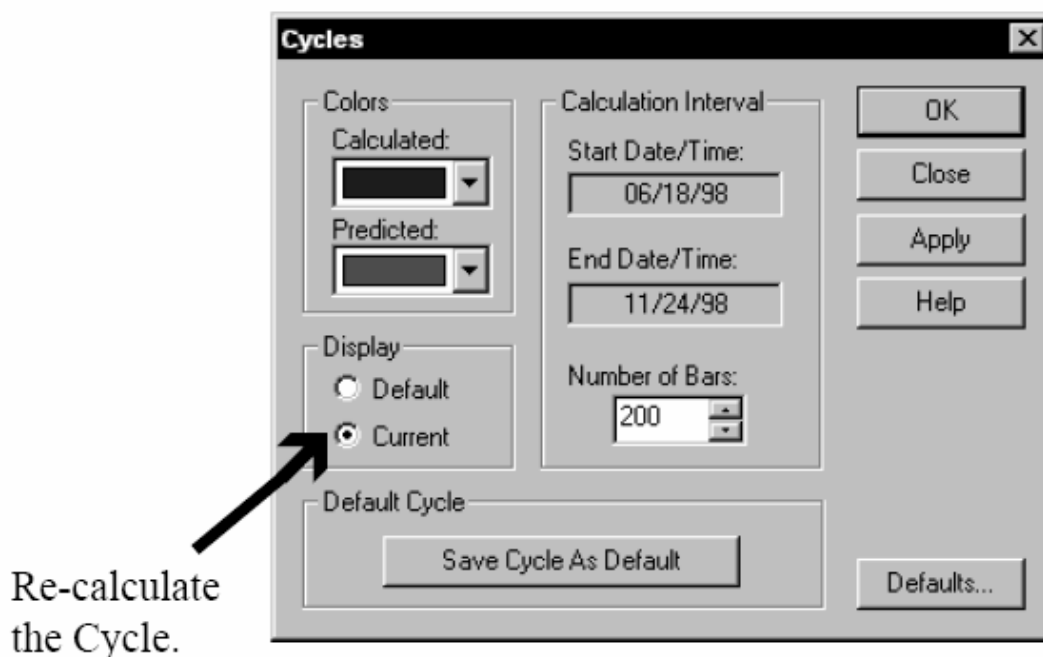 Cycles
Colors
Calculated:
Predicted:
Display
Default
Current
Calculation Interval
Start Date/Time:
06/18/98
End Date/Time:
11/24/98
Number of Bars:
200
Default Cycle
Save Cycle As Default
OK
Close
Apply
Help
Defaults...
Re-calculate
the Cycle.